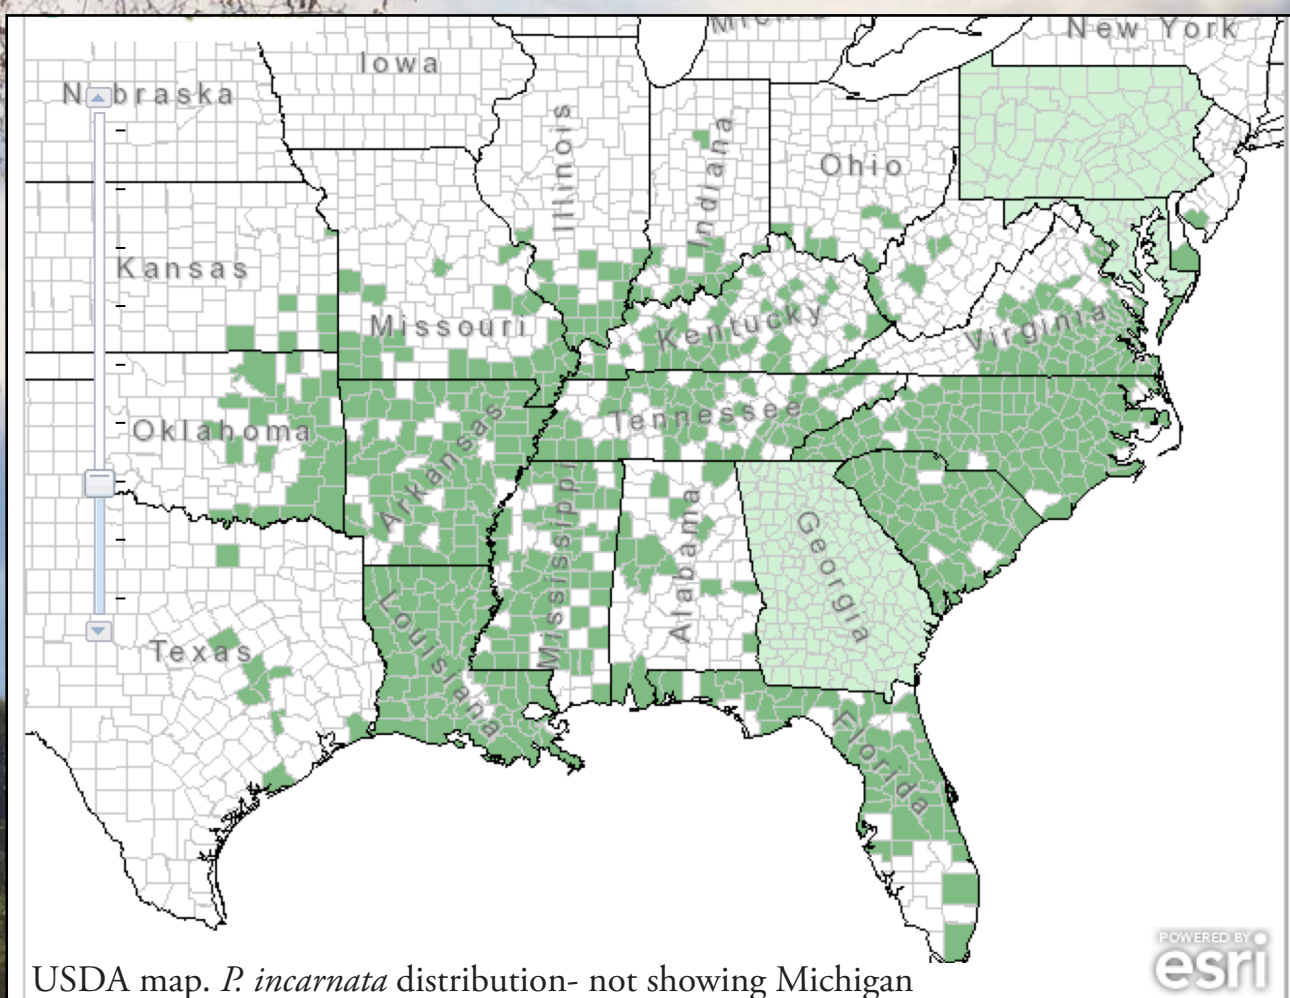 New York
Iowa
Nebraska
Illinois
Indiana
Ohio
Kansas
Missouri
Kentucky
Virginia
Oklahoma
Tennessee
Arkansas
Mississippi
Alabama
Georgia
Louisiana
Texas
Florida
POWERED BY
esri
USDA map. P. incarnata distribution- not showing Michigan